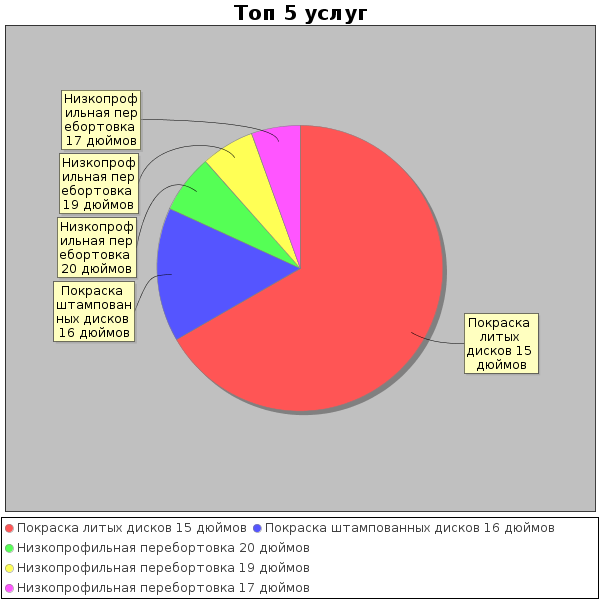 Топ 5 услуг
Низкопроф
ильная пер
ебортовка
17 дюймов
Низкопроф
ильная пер
ебортовка
19 дюймов
Низкопроф
ильная пер
ебортовка
20 дюймов
Покраска
штампован
ных дисков
16 дюймов
Покраска
литых
дисков 15
дюймов
Покраска литых дисков 15 дюймов Покраска штампованных дисков 16 дюймов
Низкопрофильная перебортовка 20 дюймов
Низкопрофильная перебортовка 19 дюймов
Низкопрофильная перебортовка 17 дюймов